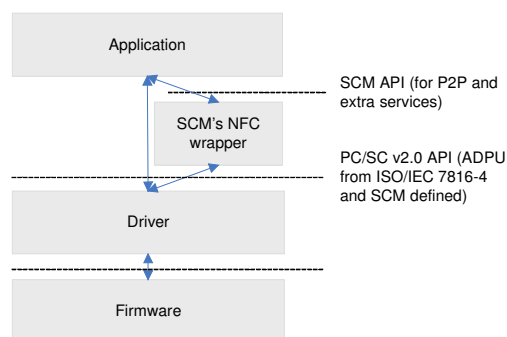 Application
SCM API (for P2P and
extra services)
SCM's NFC
wrapper
PC/SC v2.0 API (ADPU
from ISO/IEC 7816-4
and SCM defined)
Driver
Firmware